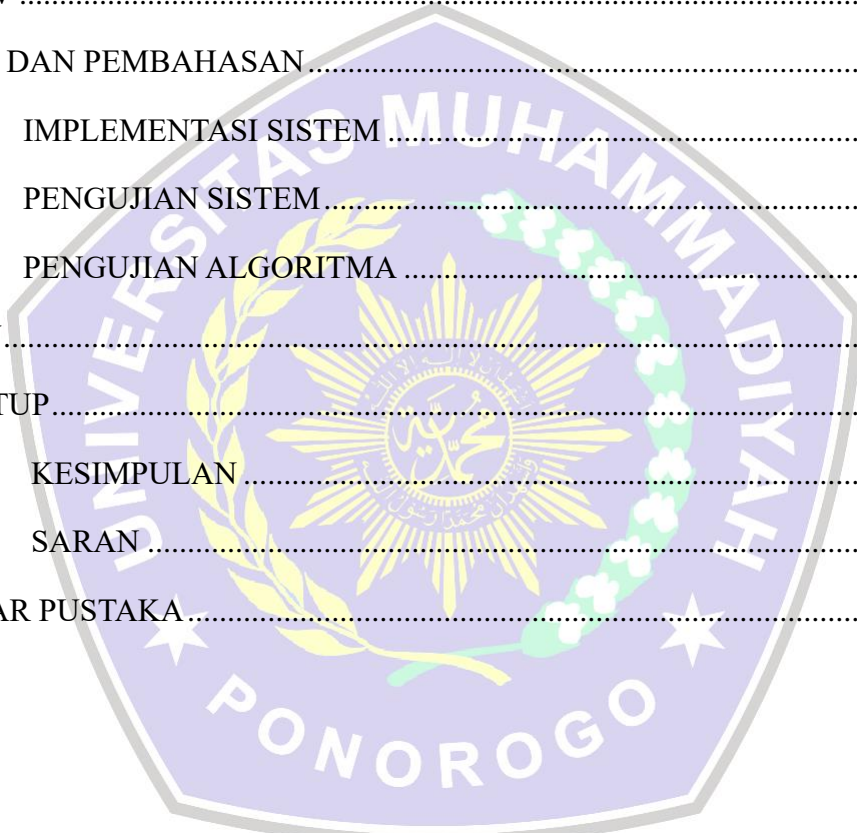 V ........................................................................................
DAN PEMBAHASAN ........................................................................................
IMPLEMENTASI SISTEM ........................................................................................
PENGUJIAN SISTEM ........................................................................................
PENGUJIAN ALGORITMA ........................................................................................
........................................................................................
TUP ........................................................................................
KESIMPULAN ........................................................................................
SARAN ........................................................................................
AR PUSTAKA ........................................................................................
UNIVERSITAS MUHAMMADIYAH
PONOROGO